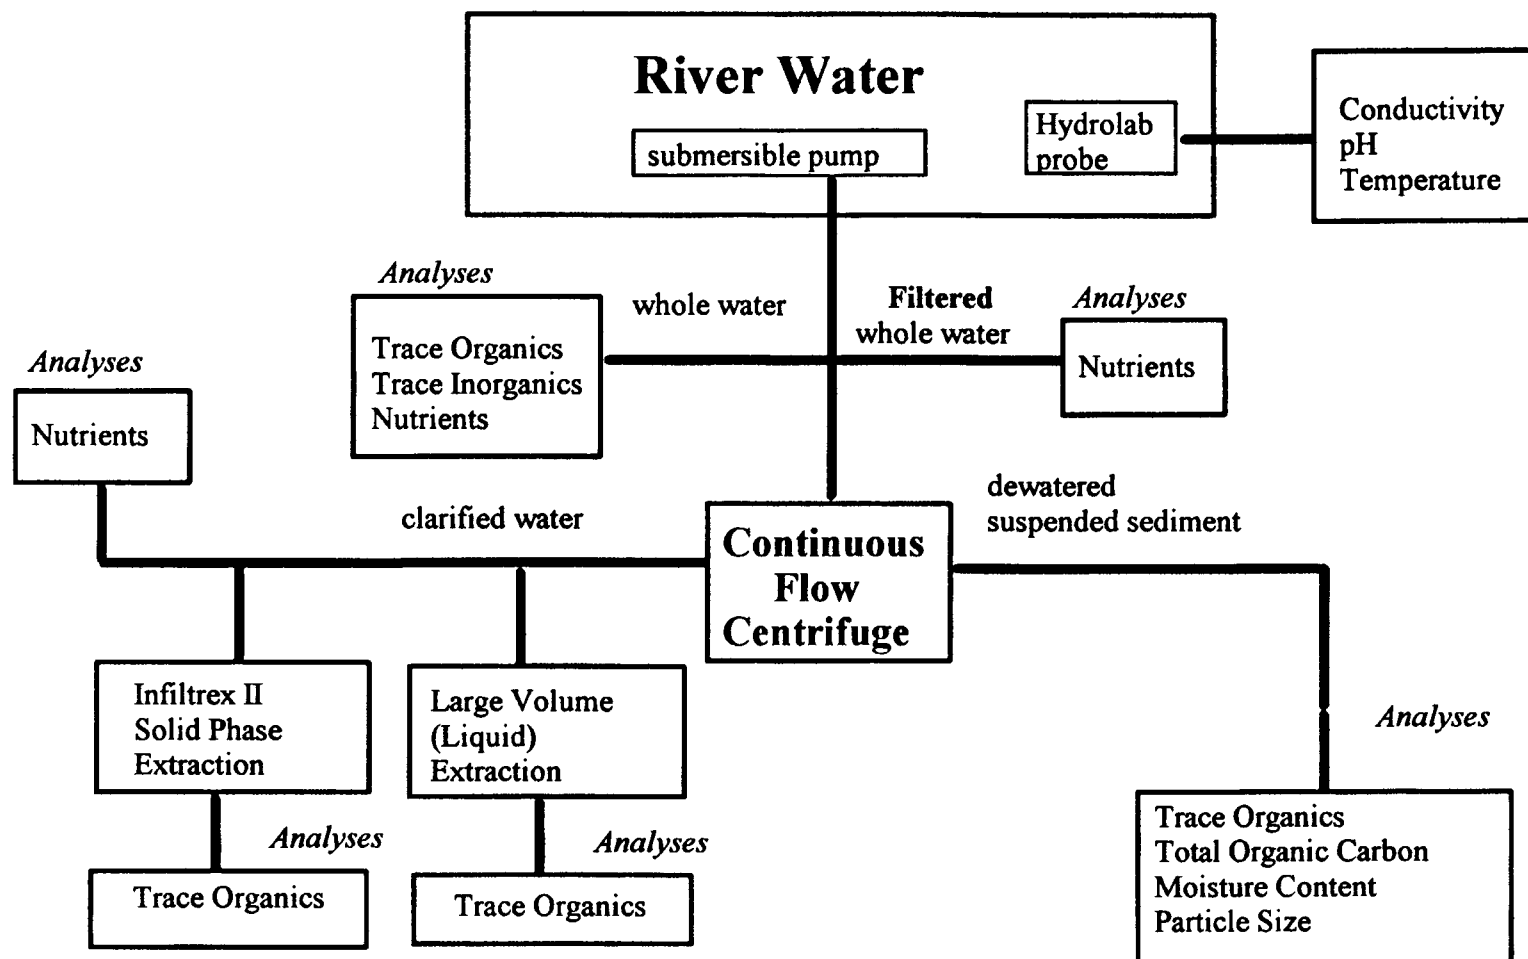 River Water
submersible pump
Hydrolab
probe
Conductivity
pH
Temperature
Analyses
whole water
Trace Organics
Trace Inorganics
Nutrients
Filtered
whole water
Analyses
Nutrients
Analyses
Nutrients
clarified water
Continuous
Flow
Centrifuge
dewatered
suspended sediment
Infiltrex II
Solid Phase
Extraction
Large Volume
(Liquid)
Extraction
Analyses
Trace Organics
Analyses
Trace Organics
Analyses
Trace Organics
Total Organic Carbon
Moisture Content
Particle Size